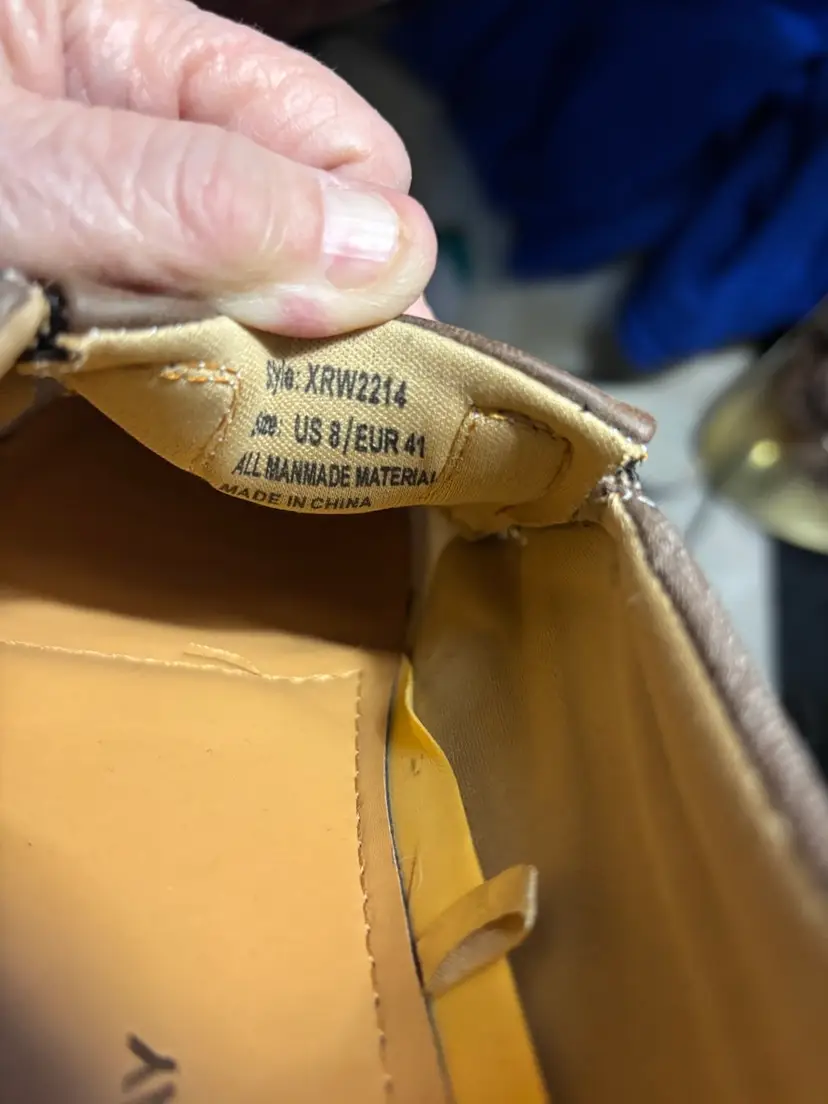 Style: XRW2214
size: US 8/EUR 41
ALL MANMADE MATERIAL
MADE IN CHINA